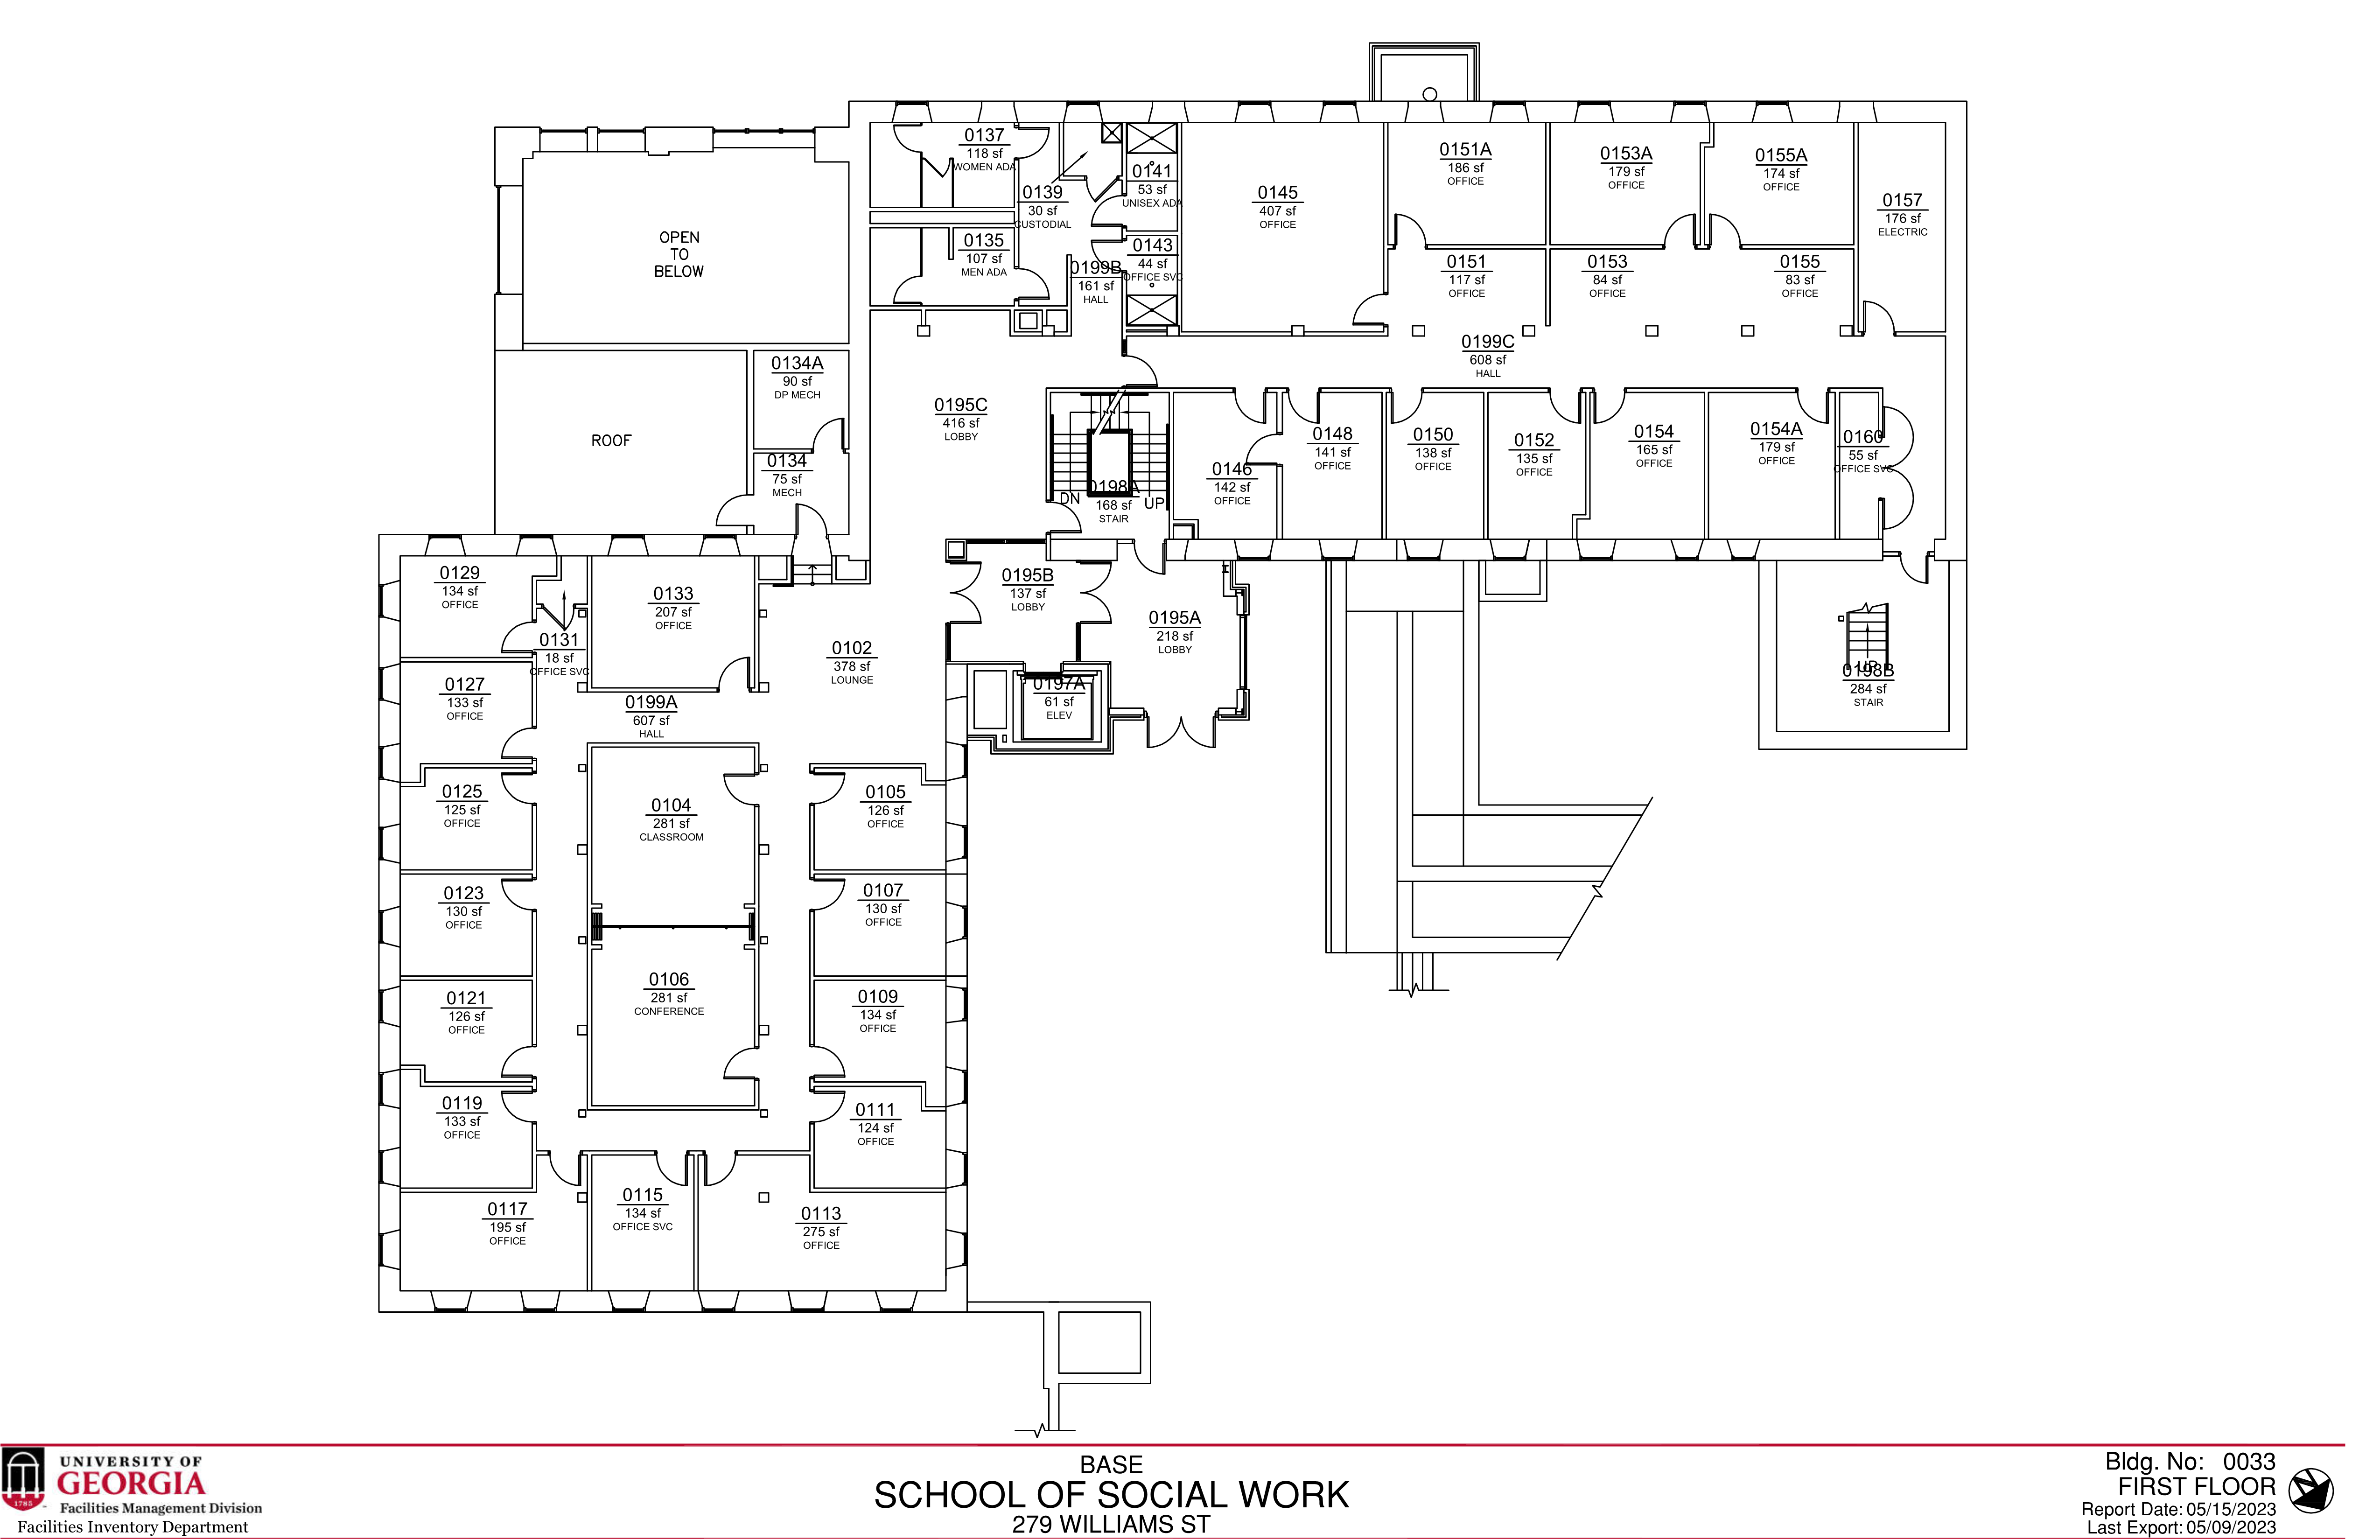 0137
118 sf
WOMEN ADA
0139
30 sf
CUSTODIAL
0141
53 sf
UNISEX ADA
0135
107 sf
MEN ADA
0143
44 sf
OFFICE SVC
0199B
161 sf
HALL
0145
407 sf
OFFICE
0151A
186 sf
OFFICE
0153A
179 sf
OFFICE
0155A
174 sf
OFFICE
0157
176 sf
ELECTRIC
0151
117 sf
OFFICE
0153
84 sf
OFFICE
0155
83 sf
OFFICE
0199C
608 sf
HALL
OPEN
TO
BELOW
0134A
90 sf
DP MECH
ROOF
0134
75 sf
MECH
0195C
416 sf
LOBBY
DN
0198A
168 sf
STAIR
UP
0146
142 sf
OFFICE
0148
141 sf
OFFICE
0150
138 sf
OFFICE
0152
135 sf
OFFICE
0154
165 sf
OFFICE
0154A
179 sf
OFFICE
0160
55 sf
OFFICE SVC
0129
134 sf
OFFICE
0131
18 sf
OFFICE SVC
0133
207 sf
OFFICE
0102
378 sf
LOUNGE
0195B
137 sf
LOBBY
0195A
218 sf
LOBBY
0197A
61 sf
ELEV
UP
0198B
284 sf
STAIR
0127
133 sf
OFFICE
0199A
607 sf
HALL
0125
125 sf
OFFICE
0104
281 sf
CLASSROOM
0105
126 sf
OFFICE
0123
130 sf
OFFICE
0107
130 sf
OFFICE
0121
126 sf
OFFICE
0106
281 sf
CONFERENCE
0109
134 sf
OFFICE
0119
133 sf
OFFICE
0111
124 sf
OFFICE
0117
195 sf
OFFICE
0115
134 sf
OFFICE SVC
0113
275 sf
OFFICE
1785
UNIVERSITY OF
GEORGIA
Facilities Management Division
Facilities Inventory Department
BASE
SCHOOL OF SOCIAL WORK
279 WILLIAMS ST
Bldg. No: 0033
FIRST FLOOR
Report Date: 05/15/2023
Last Export: 05/09/2023